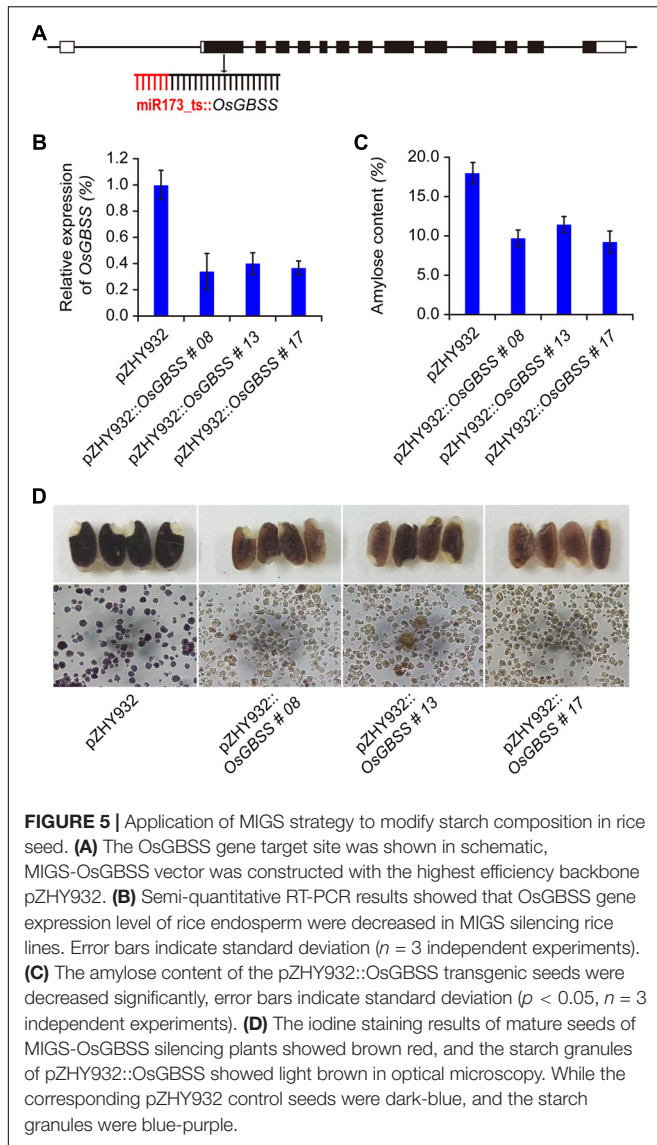 A
miR173_ts::OsGBSS
B
Relative expression
of OsGBSS (%)
1.2
1.0
0.8
0.6
0.4
0.2
0.0
pZHY932
pZHY932::OsGBSS # 08
pZHY932::OsGBSS # 13
pZHY932::OsGBSS # 17
C
Amylose content (%)
20.0
15.0
10.0
5.0
0.0
pZHY932
pZHY932::OsGBSS # 08
pZHY932::OsGBSS # 13
pZHY932::OsGBSS # 17
D
pZHY932
pZHY932::
OsGBSS # 08
pZHY932::
OsGBSS # 13
pZHY932::
OsGBSS # 17
FIGURE 5 | Application of MIGS strategy to modify starch composition in rice
seed. (A) The OsGBSS gene target site was shown in schematic,
MIGS-OsGBSS vector was constructed with the highest efficiency backbone
pZHY932. (B) Semi-quantitative RT-PCR results showed that OsGBSS gene
expression level of rice endosperm were decreased in MIGS silencing rice
lines. Error bars indicate standard deviation (n = 3 independent experiments).
(C) The amylose content of the pZHY932::OsGBSS transgenic seeds were
decreased significantly, error bars indicate standard deviation (p < 0.05, n = 3
independent experiments). (D) The iodine staining results of mature seeds of
MIGS-OsGBSS silencing plants showed brown red, and the starch granules
of pZHY932::OsGBSS showed light brown in optical microscopy. While the
corresponding pZHY932 control seeds were dark-blue, and the starch
granules were blue-purple.